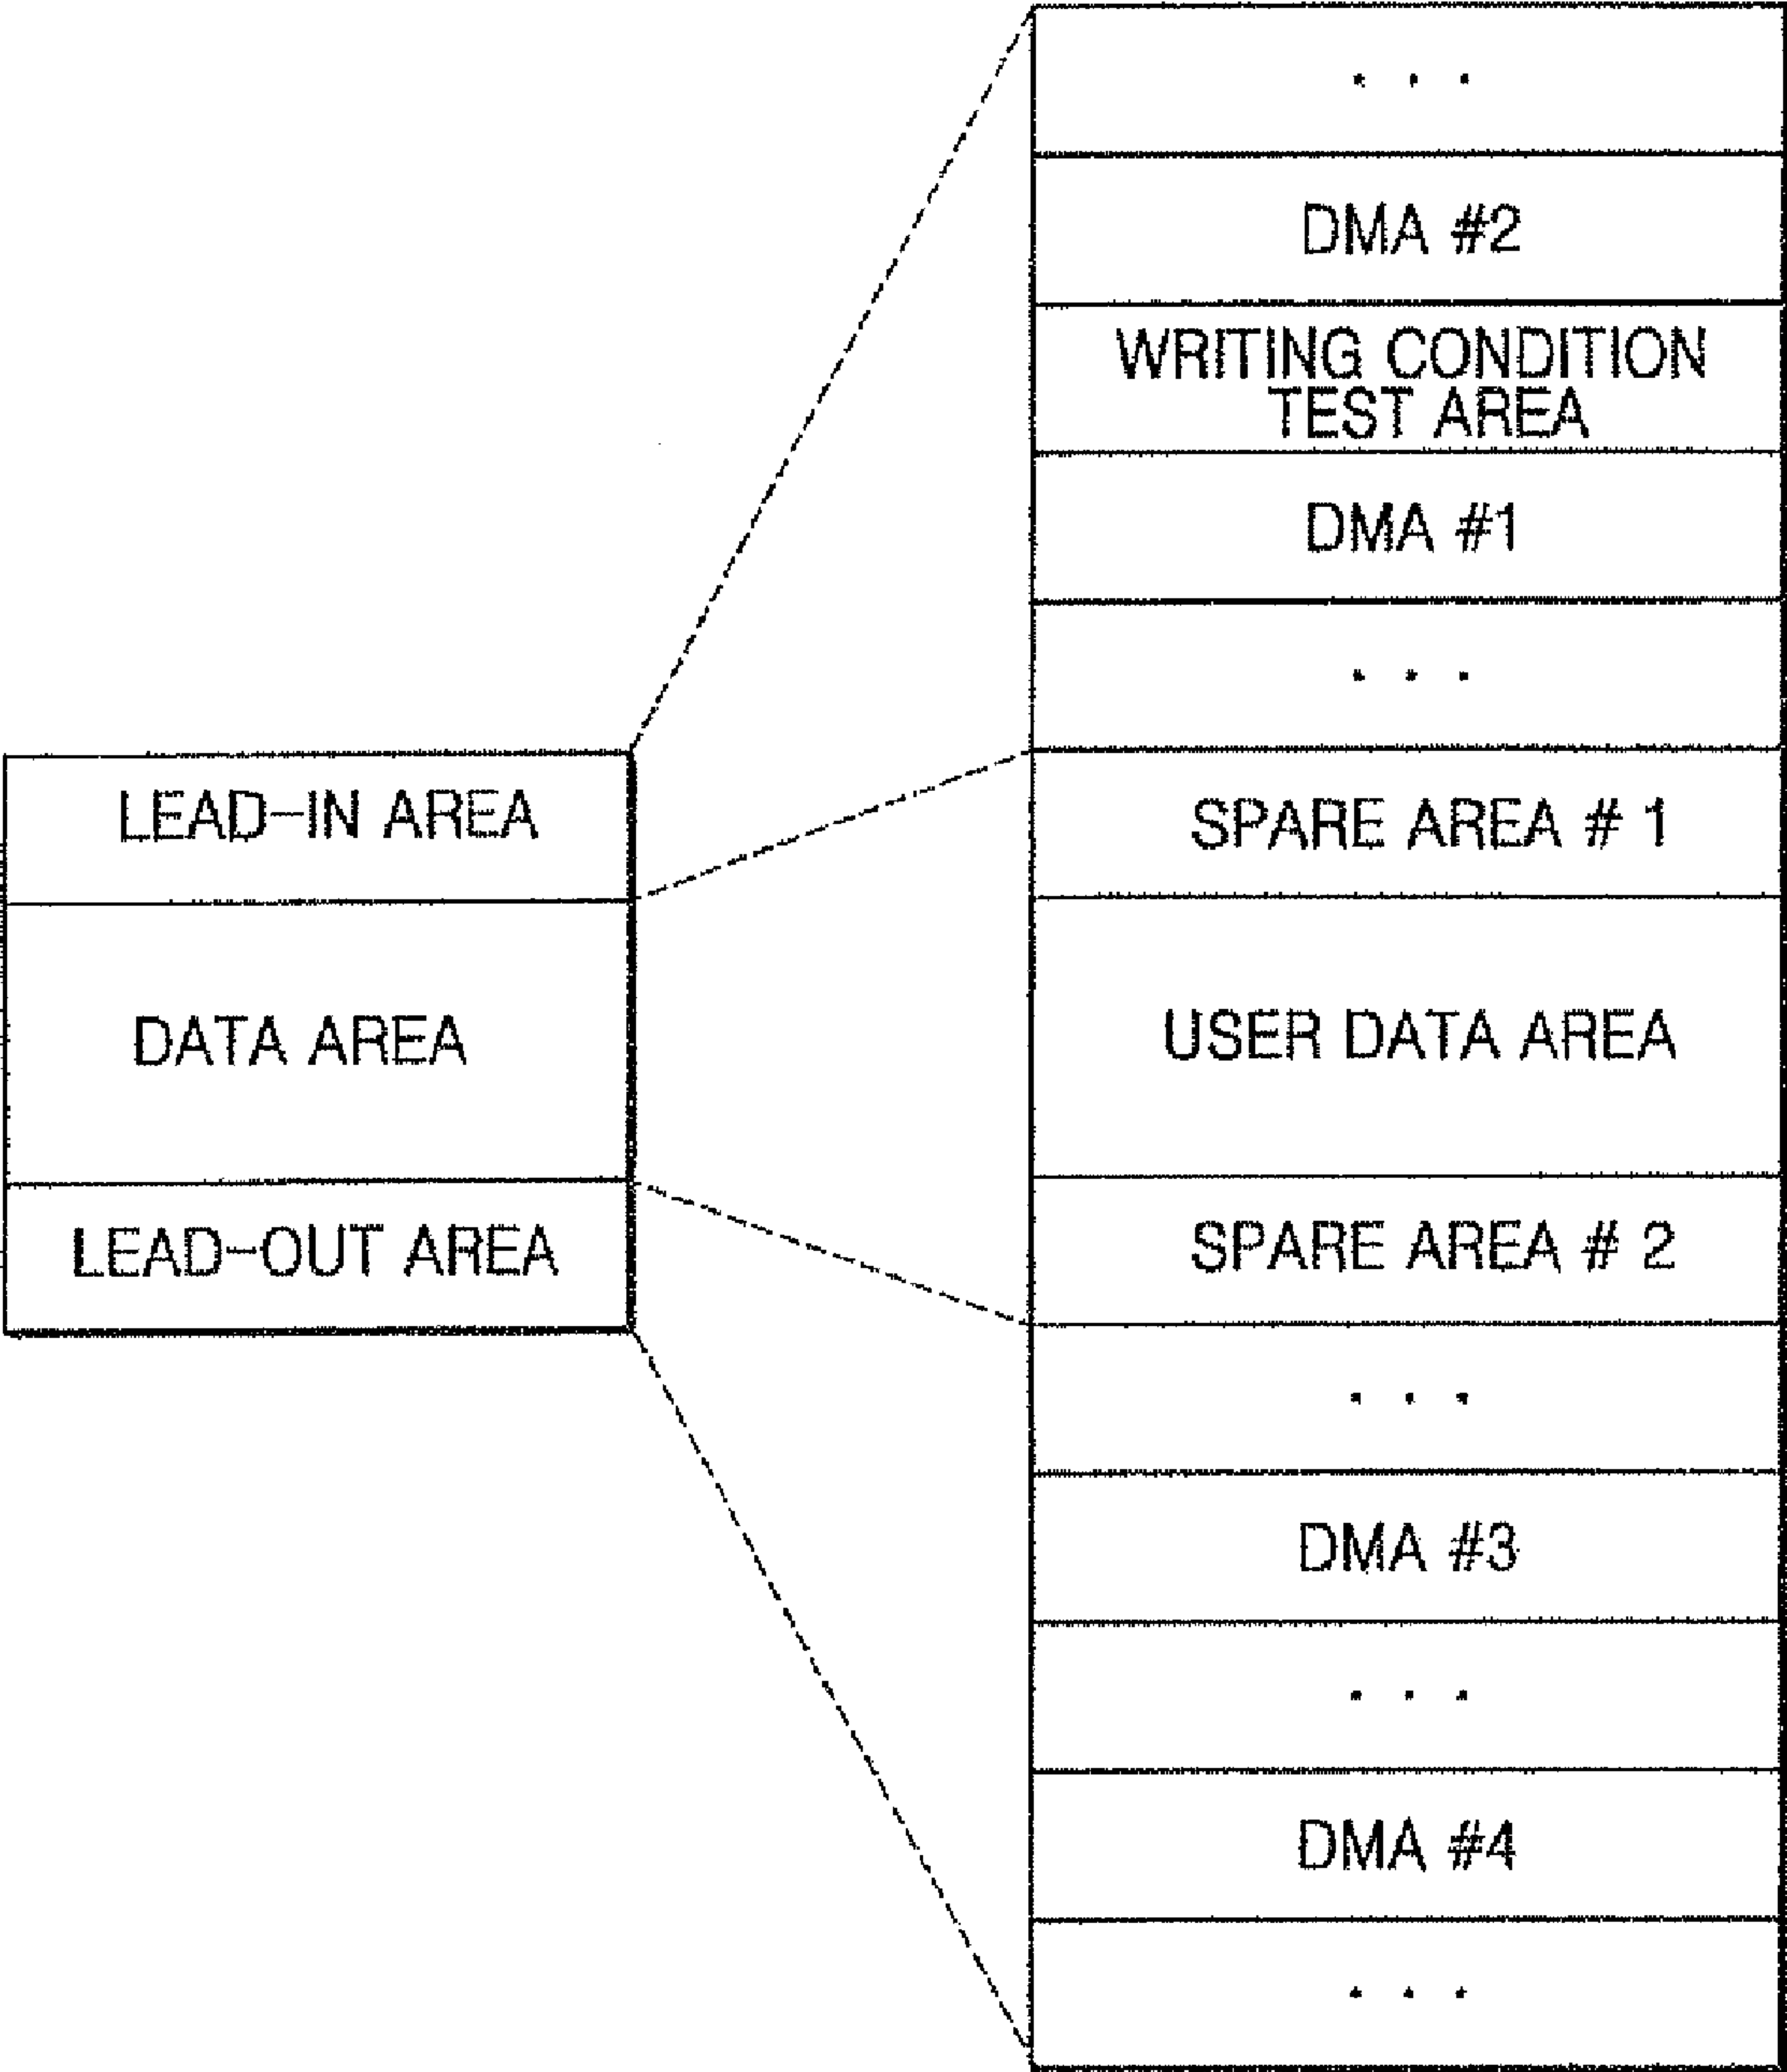 LEAD-IN AREA
DATA AREA
LEAD-OUT AREA
. . .
DMA #2
WRITING CONDITION
TEST AREA
DMA #1
. . .
SPARE AREA # 1
USER DATA AREA
SPARE AREA # 2
. . .
DMA #3
. . .
DMA #4
. . .